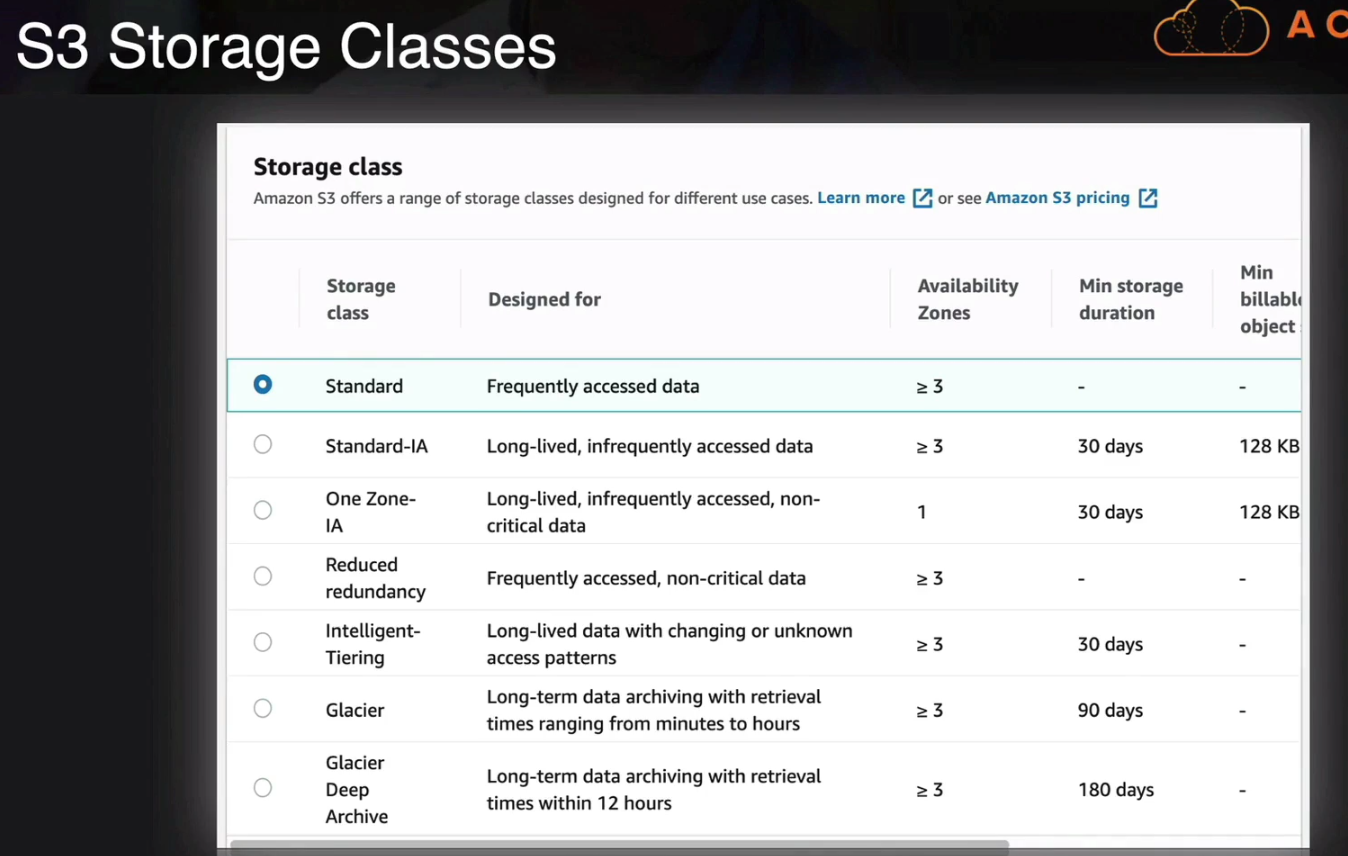 S3 Storage Classes
A C
Storage class
Amazon S3 offers a range of storage classes designed for different use cases. Learn more or see Amazon S3 pricing
Storage class
Designed for
Availability Zones
Min storage duration
Min billable object
Standard
Frequently accessed data
≥ 3
-
-
Standard-IA
Long-lived, infrequently accessed data
≥ 3
30 days
128 KB
One Zone-
IA
Long-lived, infrequently accessed, non-
critical data
1
30 days
128 KB
Reduced
redundancy
Frequently accessed, non-critical data
≥ 3
-
-
Intelligent-
Tiering
Long-lived data with changing or unknown
access patterns
≥ 3
30 days
-
Glacier
Long-term data archiving with retrieval
times ranging from minutes to hours
≥ 3
90 days
-
Glacier
Deep
Archive
Long-term data archiving with retrieval
times within 12 hours
≥ 3
180 days
-